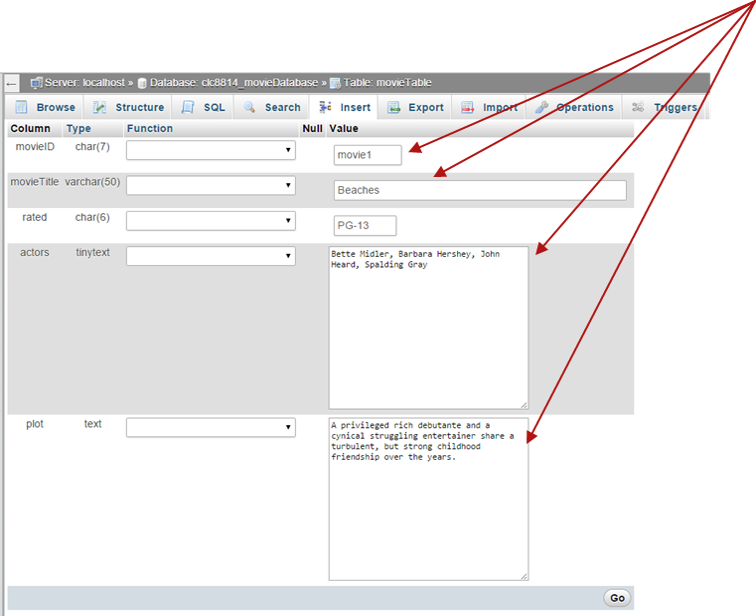 Server: localhost » Database: clc8814_movieDatabase » Table: movieTable
Browse Structure SQL Search Insert Export Import Operations Triggers
Column Type Function Null Value
movieID char(7) movie1
movieTitle varchar(50) Beaches
rated char(6) PG-13
actors tinytext Bette Midler, Barbara Hershey, John
Heard, Spalding Gray
plot text A privileged rich debutante and a
cynical struggling entertainer share a
turbulent, but strong childhood
friendship over the years.
Go